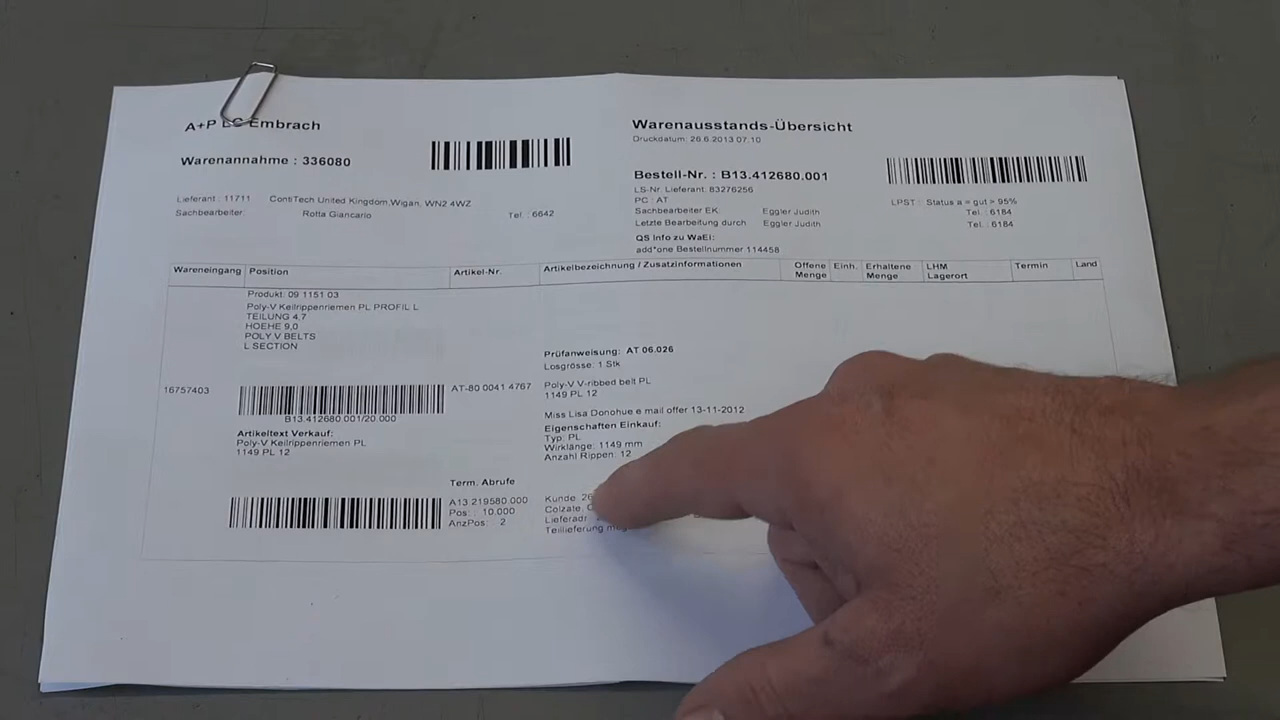 A+P LC Embrach
Warenannahme : 336080
Lieferant : 11711 ContiTech United Kingdom,Wigan, WN2 4WZ
Sachbearbeiter: Rotta Giancarlo Tel. : 6642
Warenausstands-Übersicht
Druckdatum: 26.6.2013 07:10
Bestell-Nr. : B13.412680.001
LS-Nr. Lieferant: 83276256
PC : AT
LPST : Status a = gut > 95%
Sachbearbeiter EK: Eggler Judith Tel. : 6184
Letzte Bearbeitung durch Eggler Judith Tel. : 6184
QS Info zu WaEi:
add*one Bestellnummer 114458
Wareneingang Position Artikel-Nr. Artikelbezeichnung / Zusatzinformationen Offene Menge Einh. Erhaltene Menge LHM Lagerort Termin Land
Produkt: 09 1151 03
Poly-V Keilrippenriemen PL PROFIL L
TEILUNG 4,7
HOEHE 9,0
POLY V BELTS
L SECTION
Prüfanweisung: AT 06.026
Losgrösse: 1 Stk
16757403 AT-80 0041 4767 Poly-V V-ribbed belt PL
1149 PL 12
B13.412680.001/20.000
Miss Lisa Donohue e mail offer 13-11-2012
Artikeltext Verkauf:
Poly-V Keilrippenriemen PL
1149 PL 12
Eigenschaften Einkauf:
Typ: PL
Wirklänge: 1149 mm
Anzahl Rippen: 12
Term. Abrufe
A13.219580.000
Pos: 10.000
AnzPos: 2
Kunde: 26
Colzate,
Lieferadr
Teillieferung